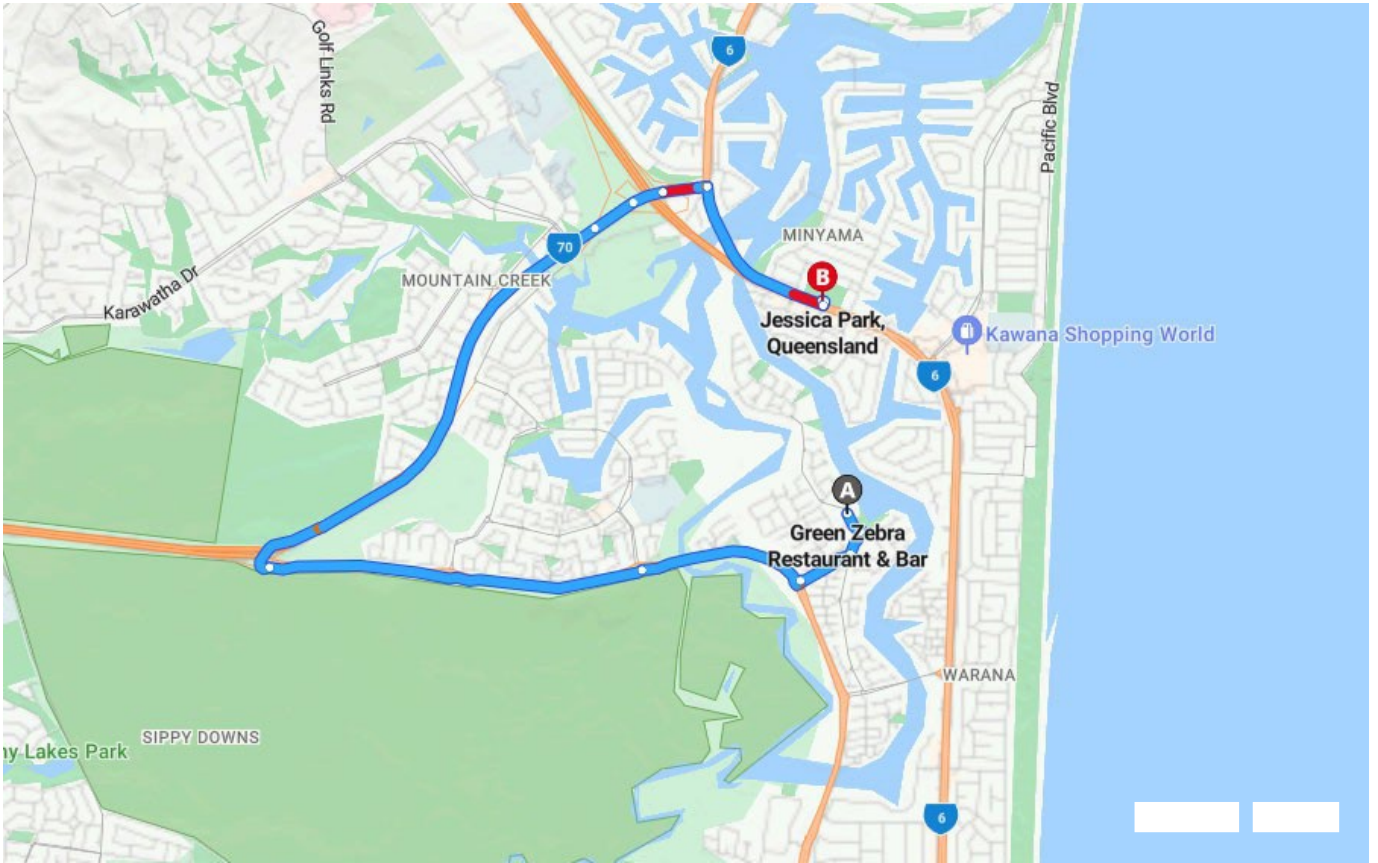 Golf Links Rd
6
Pacific Blvd
MINYAMA
70
MOUNTAIN CREEK
B
Karawatha Dr
Jessica Park,
Queensland
Kawana Shopping World
6
A
Green Zebra
Restaurant & Bar
WARANA
SIPPY DOWNS
ny Lakes Park
6